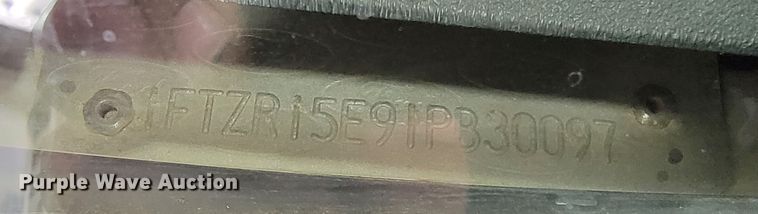 1FTZR15E91PB30097
Purple Wave Auction